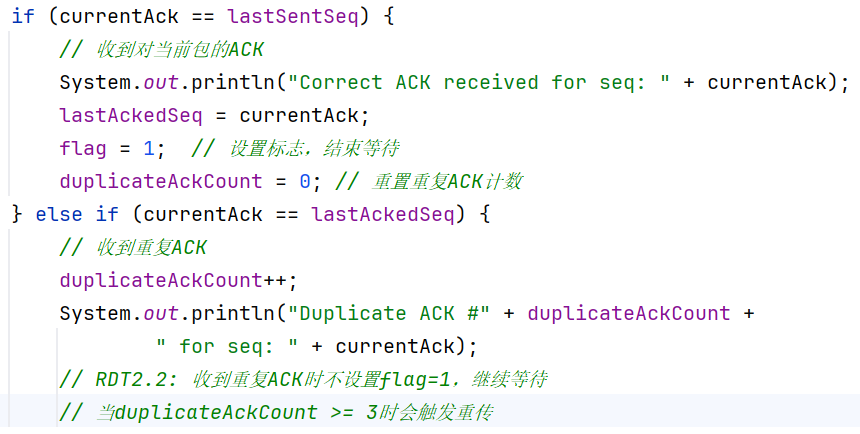 if (currentAck == lastSentSeq) {
// 收到对当前包的ACK
System.out.println("Correct ACK received for seq: " + currentAck);
lastAckedSeq = currentAck;
flag = 1;  // 设置标志，结束等待
duplicateAckCount = 0; // 重置重复ACK计数
} else if (currentAck == lastAckedSeq) {
// 收到重复ACK
duplicateAckCount++;
System.out.println("Duplicate ACK #" + duplicateAckCount +
" for seq: " + currentAck);
// RDT2.2: 收到重复ACK时不设置flag=1，继续等待
// 当duplicateAckCount >= 3时会触发重传